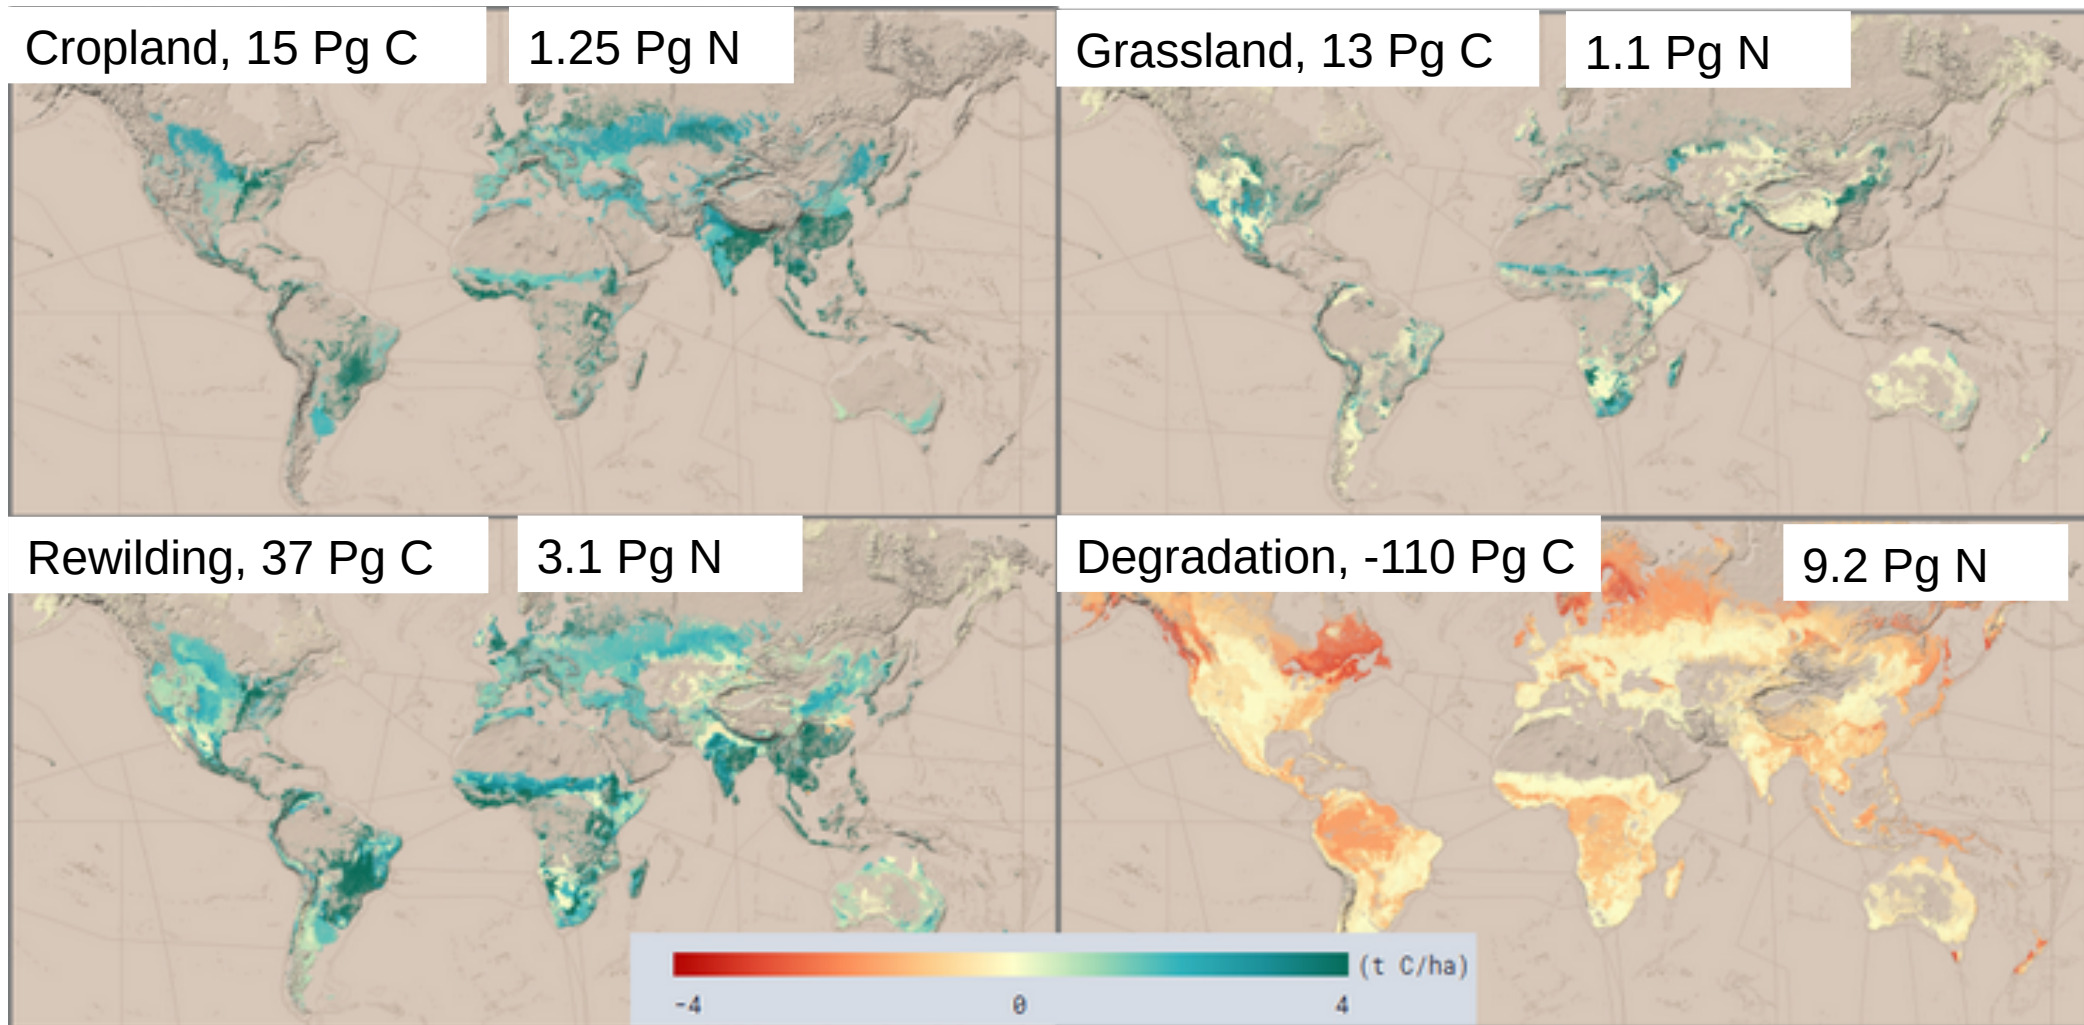 Cropland, 15 Pg C
1.25 Pg N
Grassland, 13 Pg C
1.1 Pg N
Rewilding, 37 Pg C
3.1 Pg N
Degradation, -110 Pg C
9.2 Pg N
(t C/ha)
-4 0 4